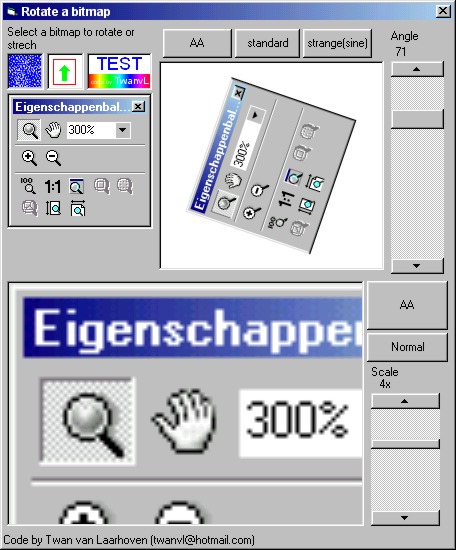 Rotate a bitmap
Select a bitmap to rotate or
strech
AA
standard
strange(sine)
Angle
71
TEST
TwanvL
Eigenschappenbal...
300%
100
1:1
Eigenschappenbal...
300%
1:1
100
Eigenschappen
300%
AA
Normal
Scale
4x
Code by Twan van Laarhoven (twanvl@hotmail.com)